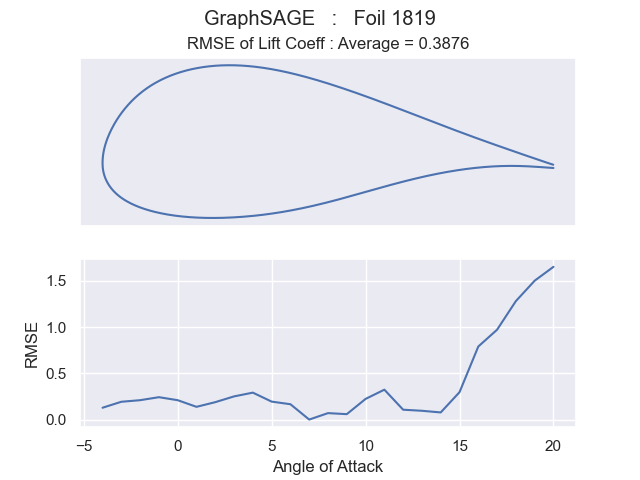 GraphSAGE   :   Foil 1819
RMSE of Lift Coeff : Average = 0.3876
1.5
1.0
0.5
0.0
RMSE
−5 0 5 10 15 20
Angle of Attack